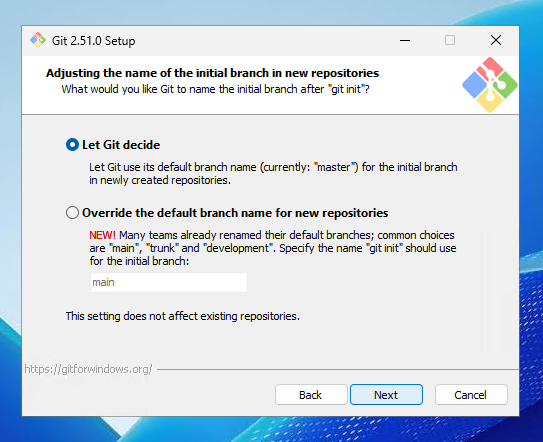 Git 2.51.0 Setup
Adjusting the name of the initial branch in new repositories
What would you like Git to name the initial branch after "git init"?
Let Git decide
Let Git use its default branch name (currently: "master") for the initial branch
in newly created repositories.
Override the default branch name for new repositories
NEW! Many teams already renamed their default branches; common choices
are "main", "trunk" and "development". Specify the name "git init" should use
for the initial branch:
main
This setting does not affect existing repositories.
https://gitforwindows.org/
Back Next Cancel